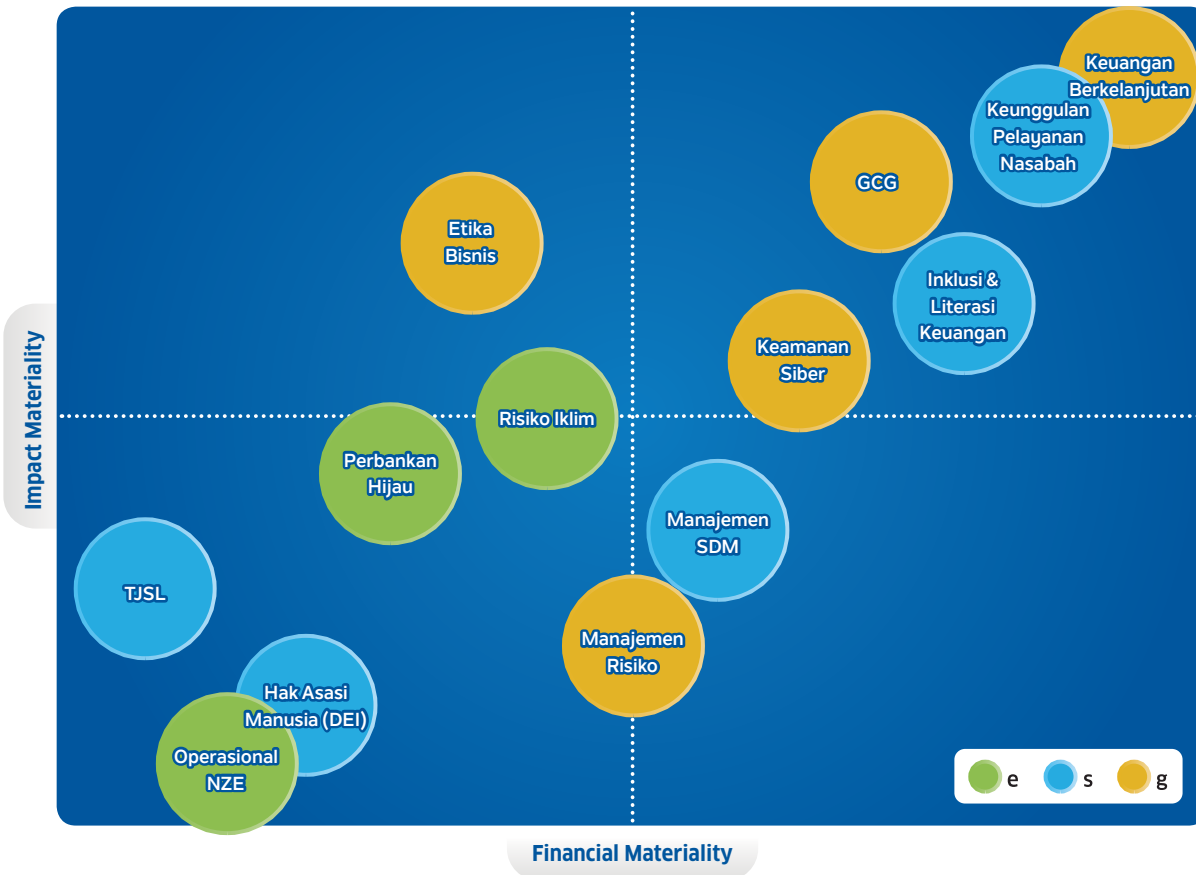 Keuangan
Berkelanjutan
Keunggulan
Pelayanan
Nasabah
GCG
Etika
Bisnis
Inklusi &
Literasi
Keuangan
Keamanan
Siber
Risiko Iklim
Perbankan
Hijau
Manajemen
SDM
TJSL
Manajemen
Risiko
Hak Asasi
Manusia (DEI)
Operasional
NZE
Impact Materiality
e s g
Financial Materiality